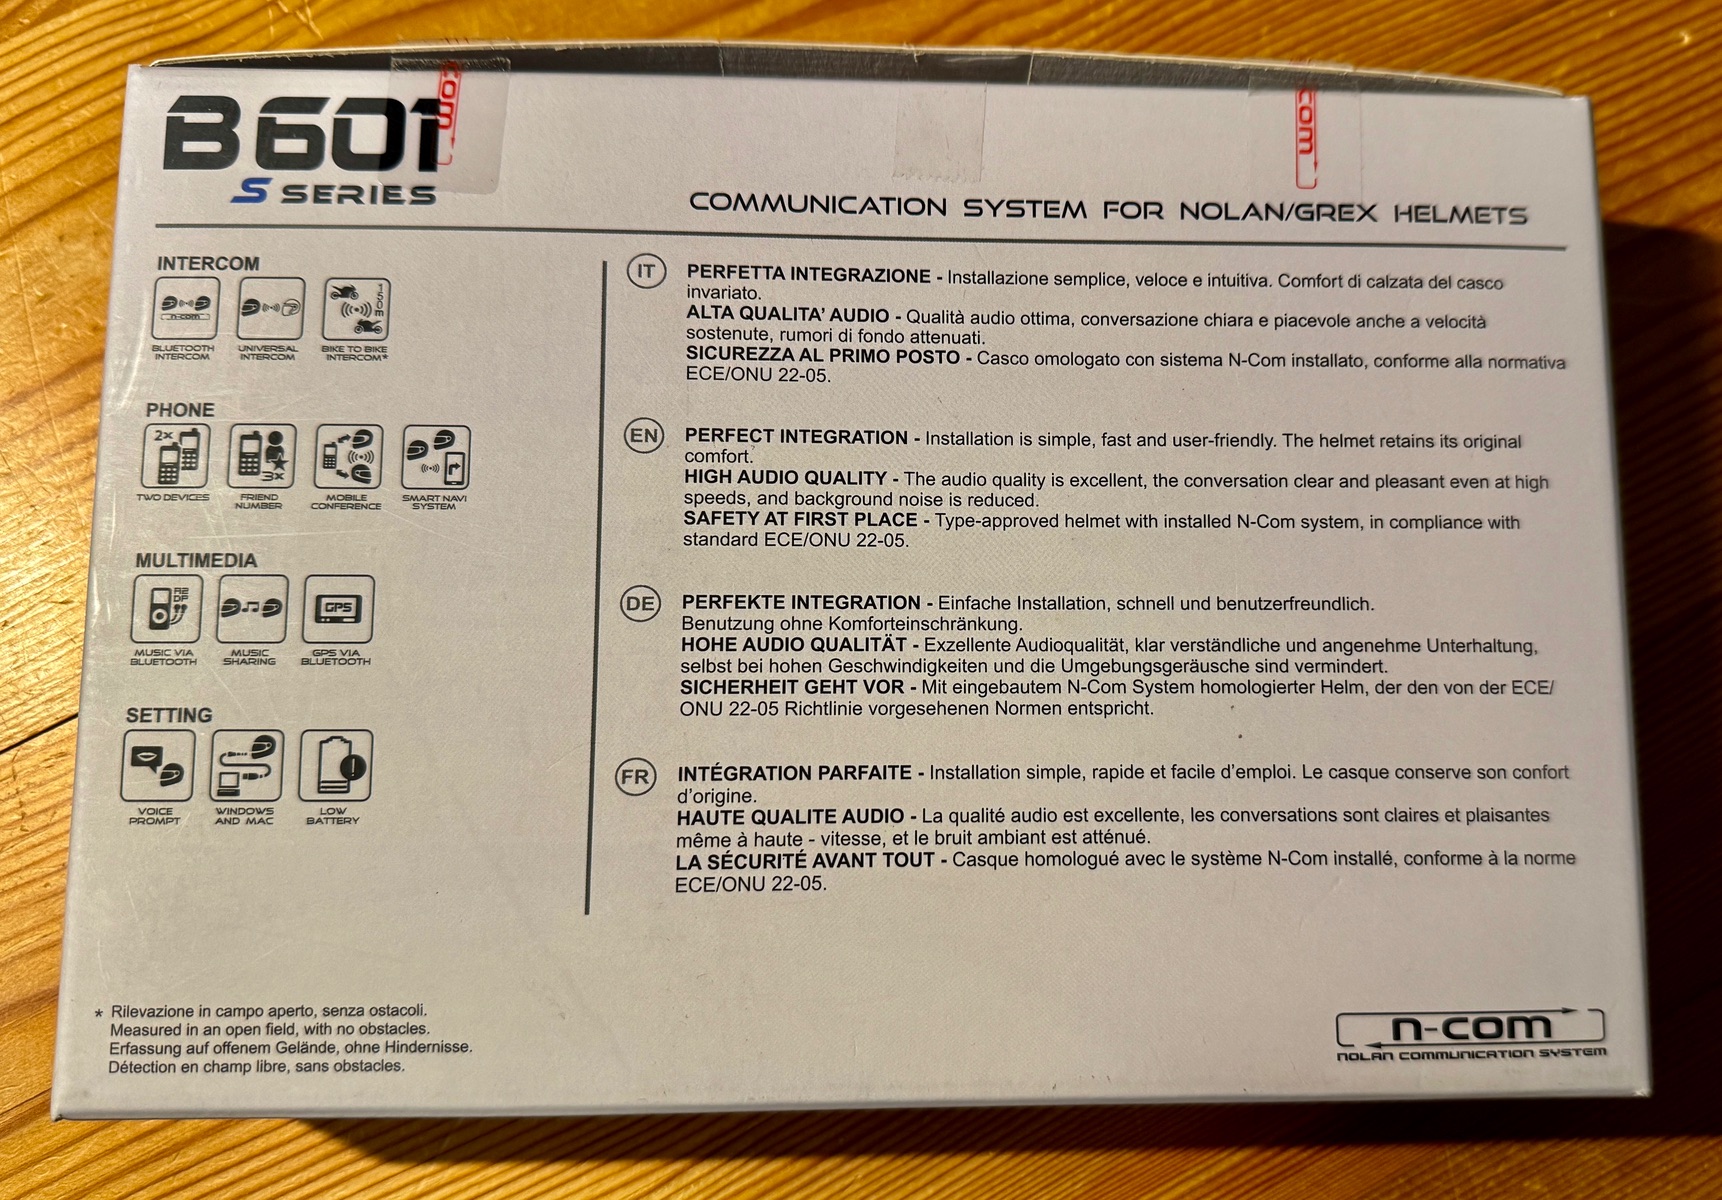 B601
com
com
S SERIES
COMMUNICATION SYSTEM FOR NOLAN/GREX HELMETS
INTERCOM
n-com
150m
BLUETOOTH
INTERCOM
UNIVERSAL
INTERCOM
BIKE TO BIKE
INTERCOM*
PHONE
2x
3x
TWO DEVICES
FRIEND
NUMBER
MOBILE
CONFERENCE
SMART NAVI
SYSTEM
MULTIMEDIA
A2
DP
GPS
MUSIC VIA
BLUETOOTH
MUSIC
SHARING
GPS VIA
BLUETOOTH
SETTING
VOICE
PROMPT
WINDOWS
AND MAC
LOW
BATTERY
IT
PERFETTA INTEGRAZIONE - Installazione semplice, veloce e intuitiva. Comfort di calzata del casco
invariato.
ALTA QUALITA' AUDIO - Qualità audio ottima, conversazione chiara e piacevole anche a velocità
sostenute, rumori di fondo attenuati.
SICUREZZA AL PRIMO POSTO - Casco omologato con sistema N-Com installato, conforme alla normativa
ECE/ONU 22-05.
EN
PERFECT INTEGRATION - Installation is simple, fast and user-friendly. The helmet retains its original
comfort.
HIGH AUDIO QUALITY - The audio quality is excellent, the conversation clear and pleasant even at high
speeds, and background noise is reduced.
SAFETY AT FIRST PLACE - Type-approved helmet with installed N-Com system, in compliance with
standard ECE/ONU 22-05.
DE
PERFEKTE INTEGRATION - Einfache Installation, schnell und benutzerfreundlich.
Benutzung ohne Komforteinschränkung.
HOHE AUDIO QUALITÄT - Exzellente Audioqualität, klar verständliche und angenehme Unterhaltung,
selbst bei hohen Geschwindigkeiten und die Umgebungsgeräusche sind vermindert.
SICHERHEIT GEHT VOR - Mit eingebautem N-Com System homologierter Helm, der den von der ECE/
ONU 22-05 Richtlinie vorgesehenen Normen entspricht.
FR
INTÉGRATION PARFAITE - Installation simple, rapide et facile d'emploi. Le casque conserve son confort
d'origine.
HAUTE QUALITE AUDIO - La qualité audio est excellente, les conversations sont claires et plaisantes
même à haute - vitesse, et le bruit ambiant est atténué.
LA SÉCURITÉ AVANT TOUT - Casque homologué avec le système N-Com installé, conforme à la norme
ECE/ONU 22-05.
* Rilevazione in campo aperto, senza ostacoli.
Measured in an open field, with no obstacles.
Erfassung auf offenem Gelände, ohne Hindernisse.
Détection en champ libre, sans obstacles.
n-com
NOLAN COMMUNICATION SYSTEM